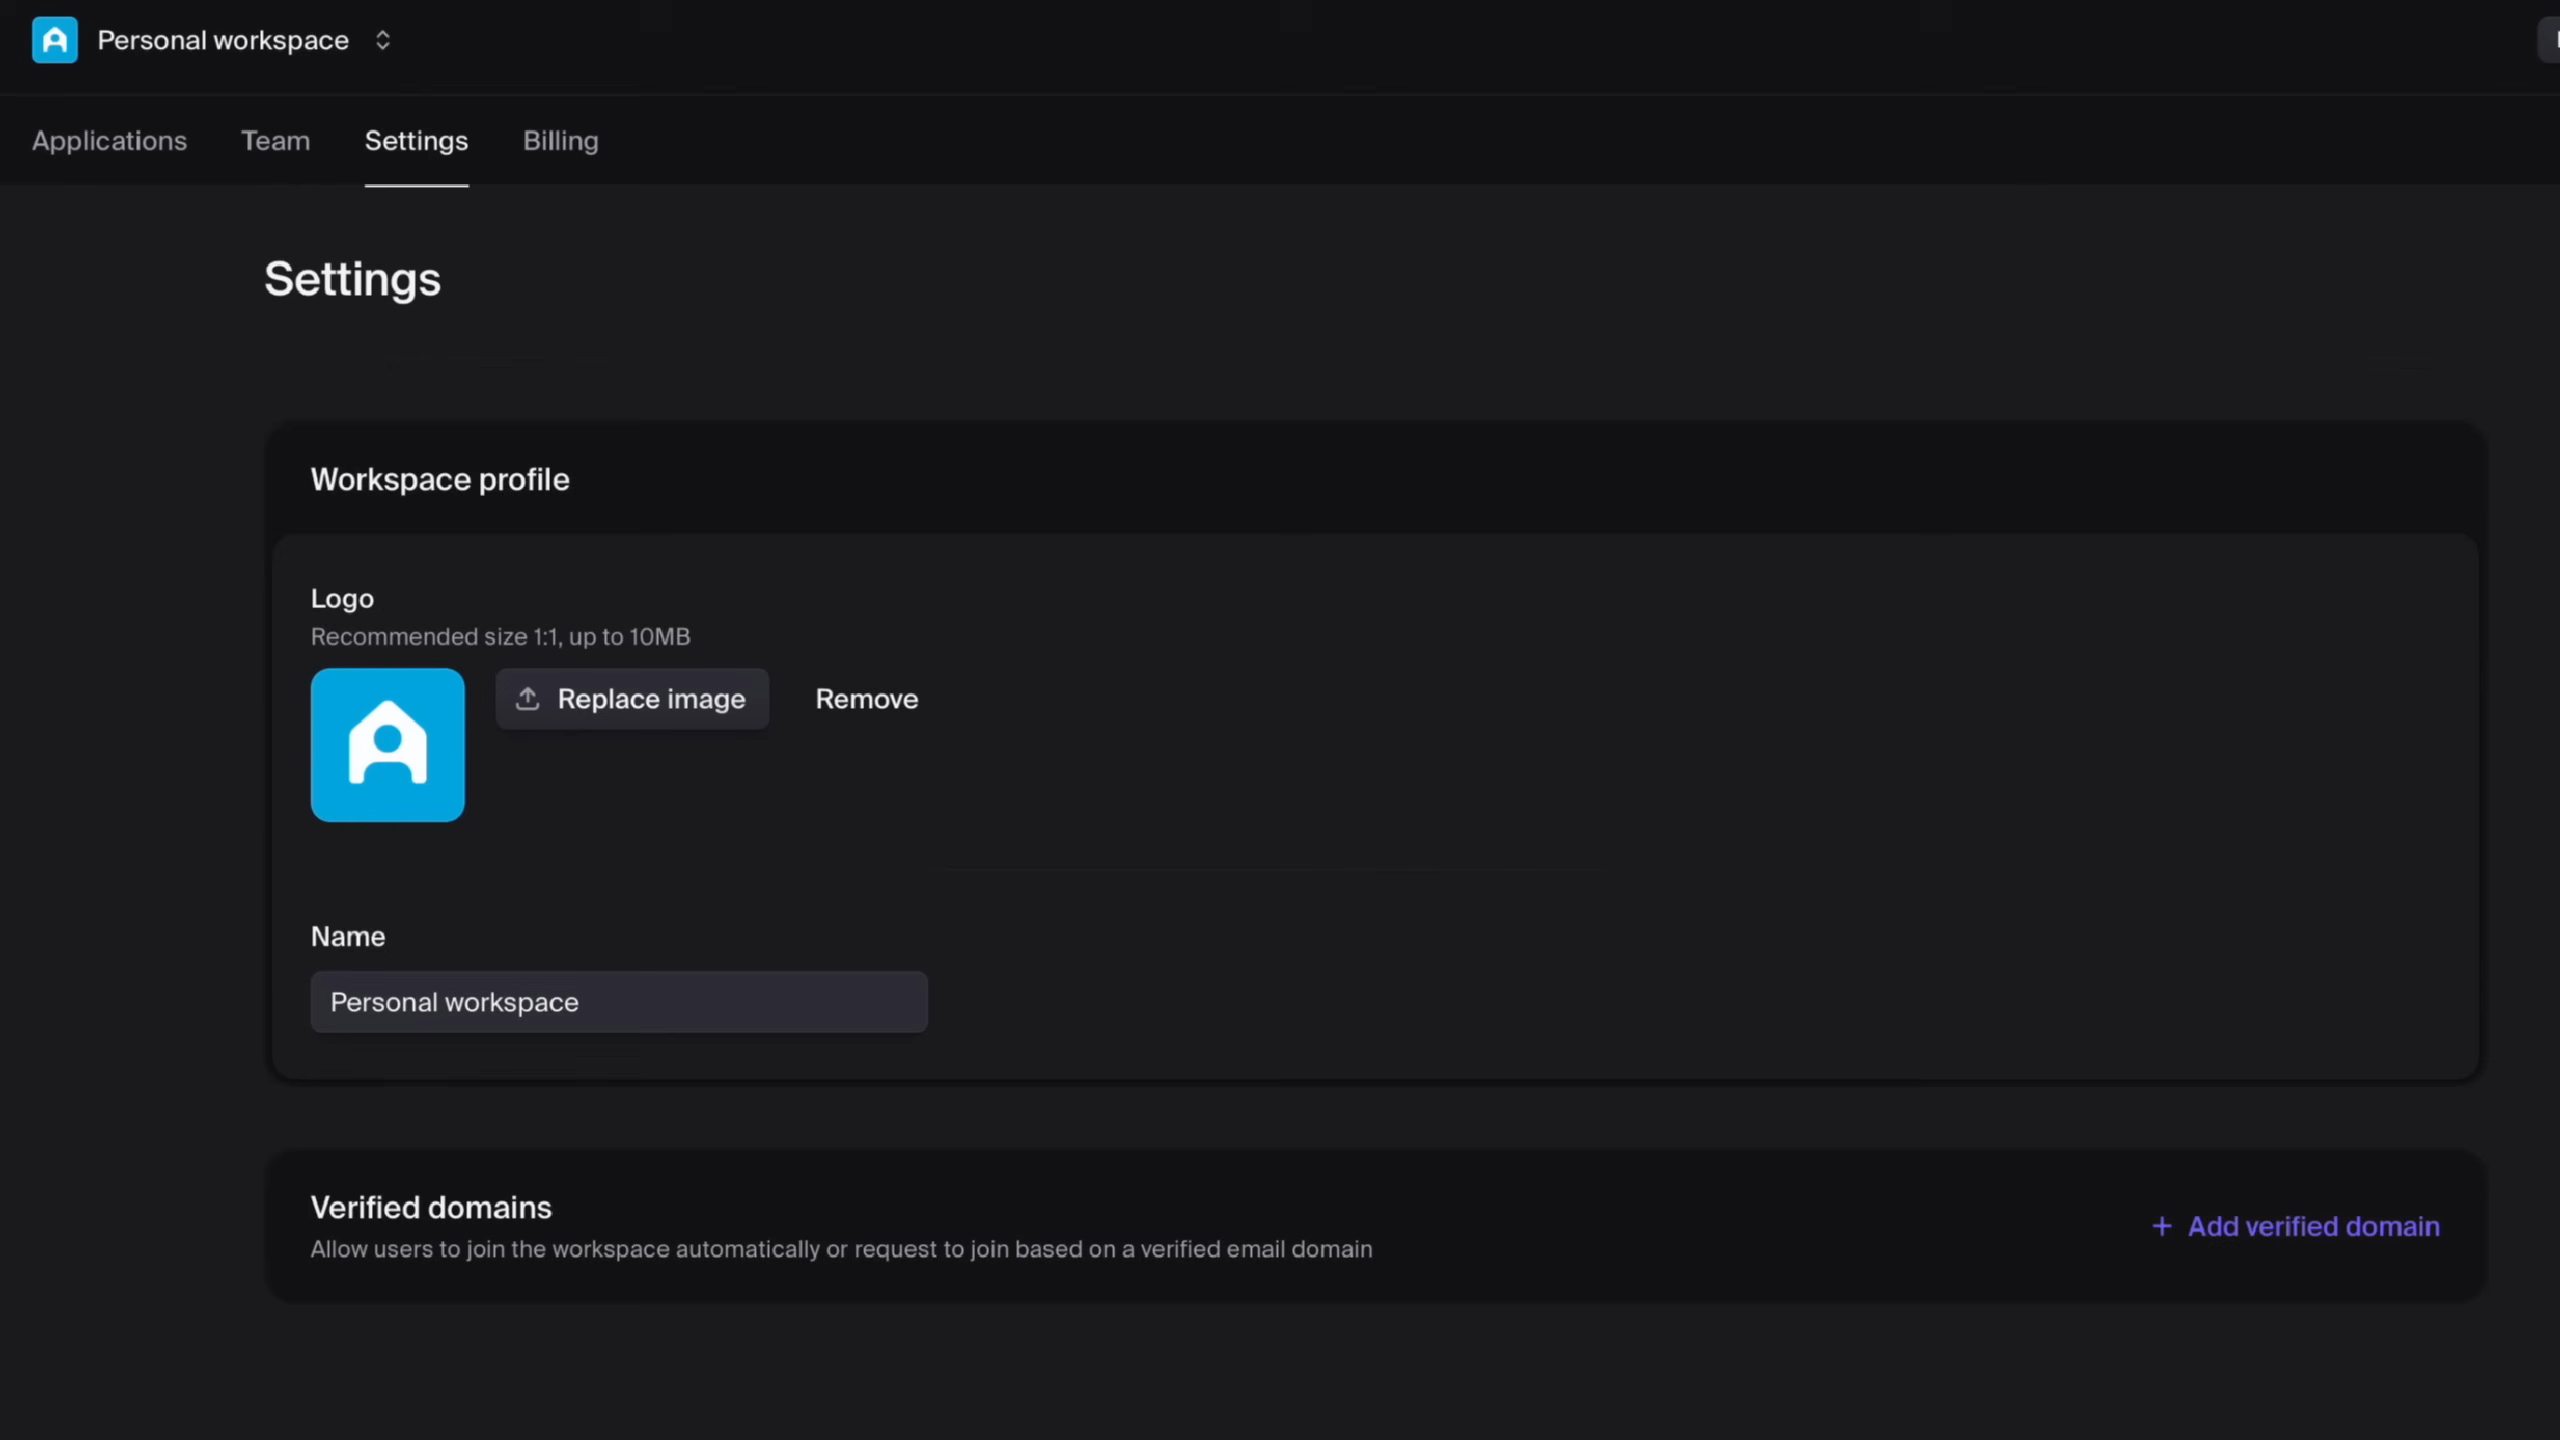 Personal workspace
Applications Team Settings Billing
Settings
Workspace profile
Logo
Recommended size 1:1, up to 10MB
Replace image Remove
Name
Personal workspace
Verified domains
Allow users to join the workspace automatically or request to join based on a verified email domain
+ Add verified domain